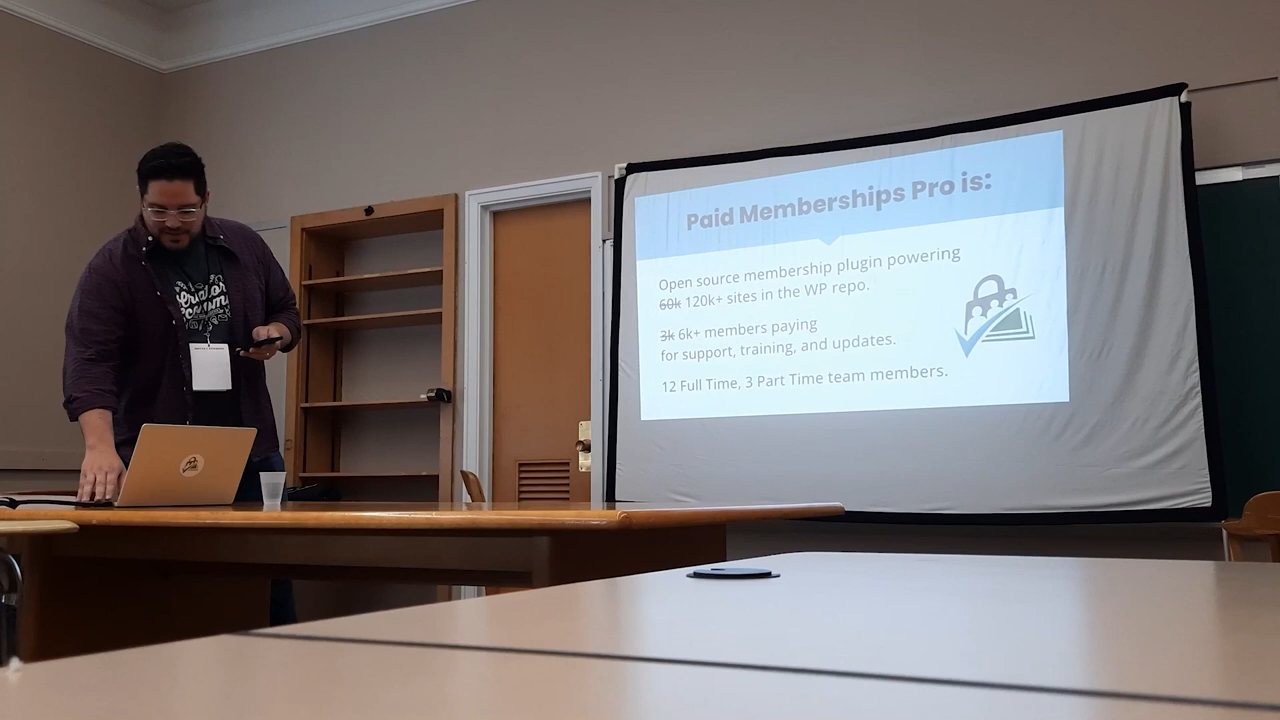 Paid Memberships Pro is:
Open source membership plugin powering
60k 120k+ sites in the WP repo.
3k 6k+ members paying
for support, training, and updates.
12 Full Time, 3 Part Time team members.